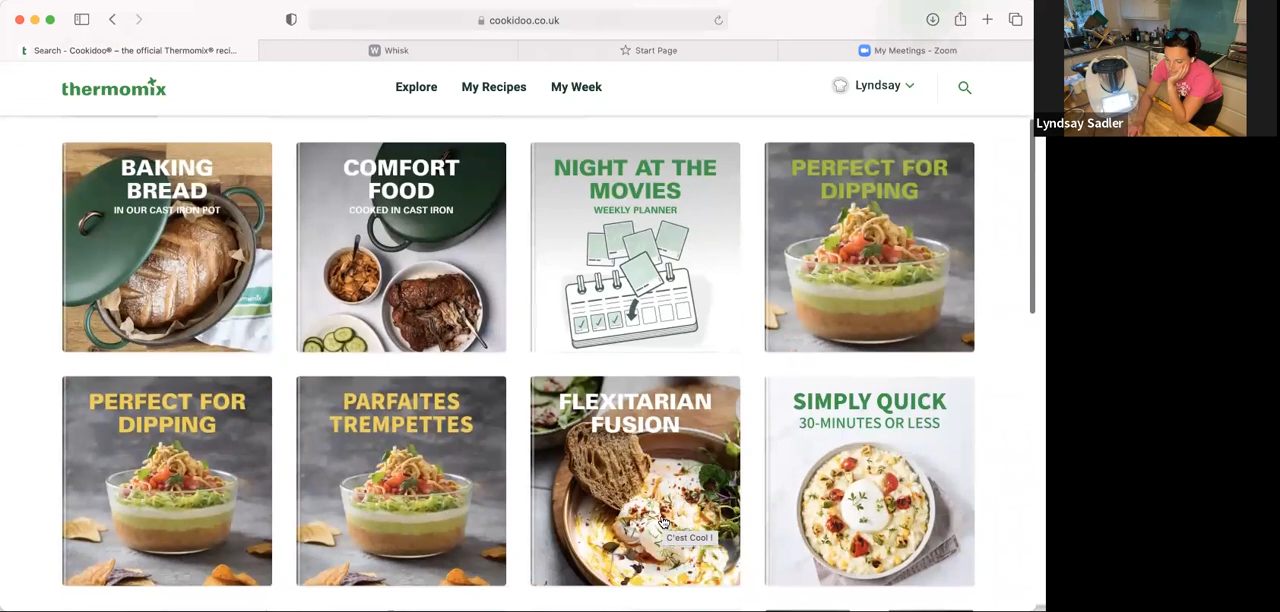 cookidoo.co.uk
Search - Cookidoo® – the official Thermomix® reci...
W Whisk
Start Page
My Meetings - Zoom
thermomix
Explore
My Recipes
My Week
Lyndsay
Lyndsay Sadler
BAKING
BREAD
IN OUR CAST IRON POT
COMFORT
FOOD
COOKED IN CAST IRON
NIGHT AT THE
MOVIES
WEEKLY PLANNER
PERFECT FOR
DIPPING
PERFECT FOR
DIPPING
PARFAITES
TREMPETTES
FLEXITARIAN
FUSION
C'est Cool !
SIMPLY QUICK
30-MINUTES OR LESS